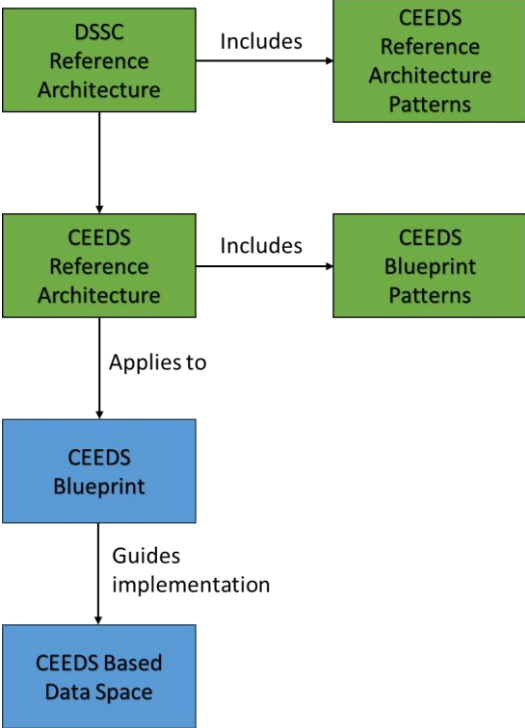 DSSC
Reference
Architecture
Includes
CEEDS
Reference
Architecture
Patterns
CEEDS
Reference
Architecture
Includes
CEEDS
Blueprint
Patterns
Applies to
CEEDS
Blueprint
Guides
implementation
CEEDS Based
Data Space